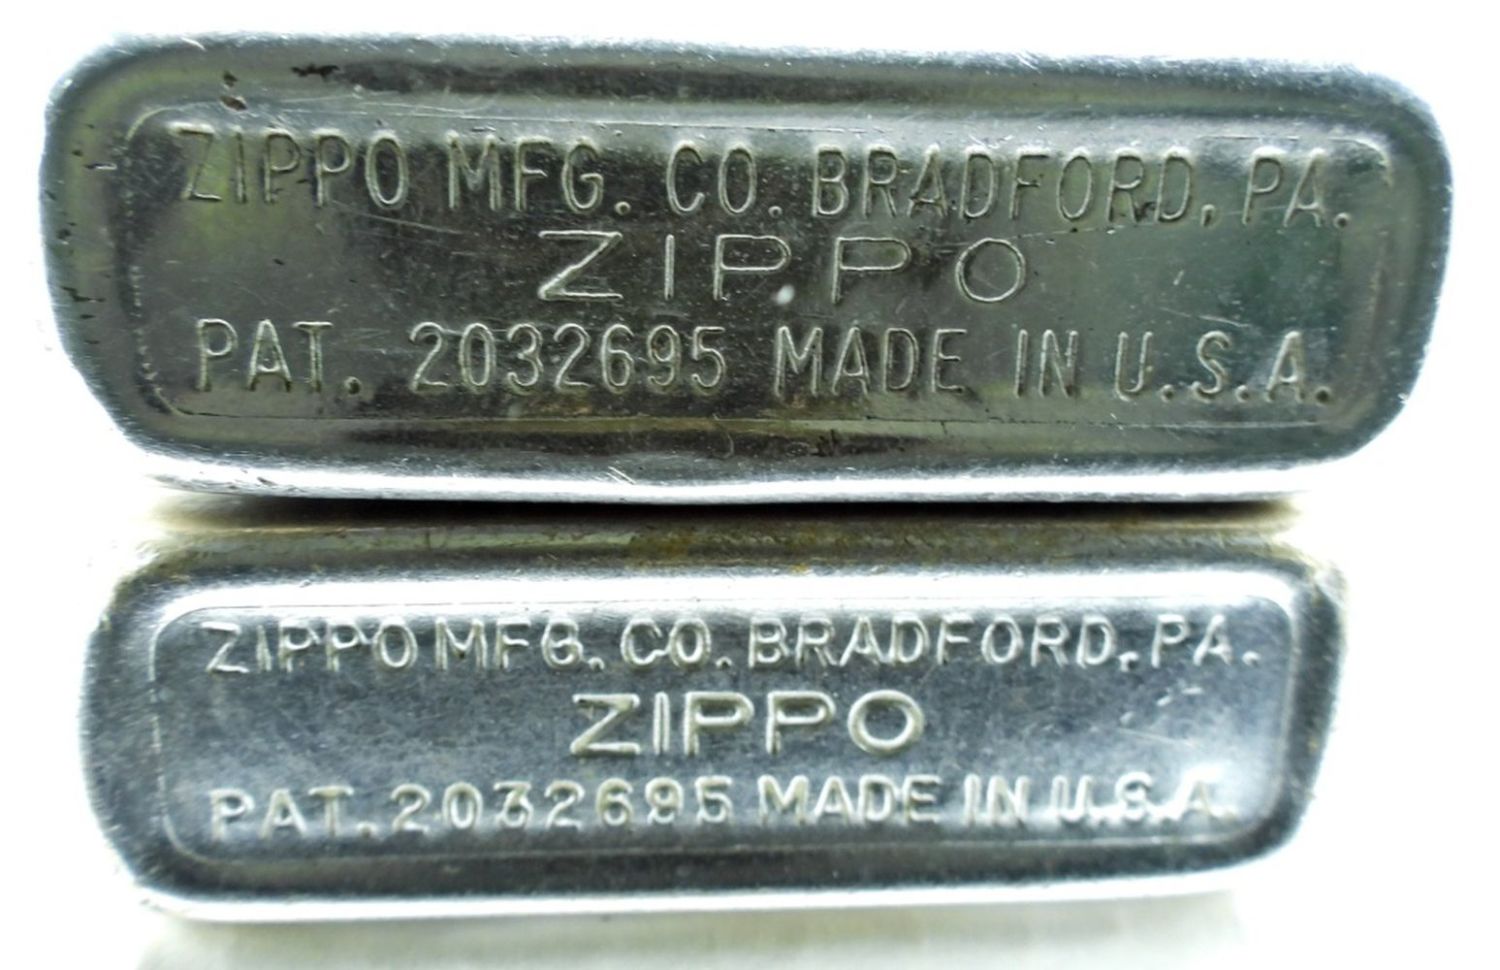 ZIPPO MFG. CO. BRADFORD, PA.
ZIPPO
PAT. 2032695 MADE IN U.S.A.
ZIPPO MFG. CO. BRADFORD, PA.
ZIPPO
PAT. 2032695 MADE IN U.S.A.